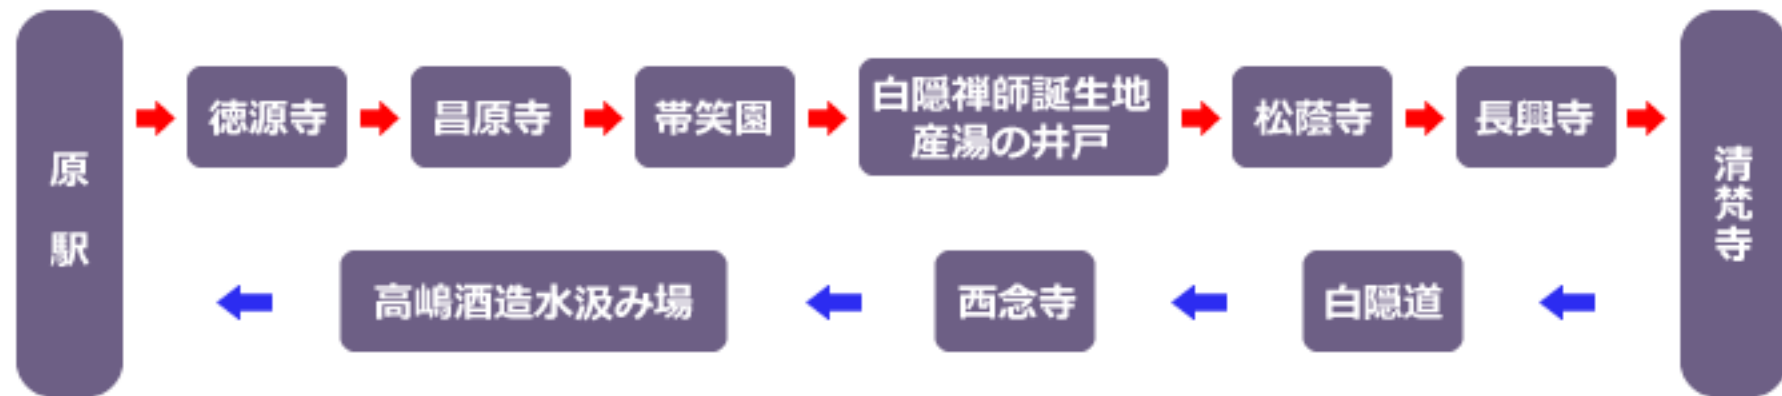 原駅
徳源寺
昌原寺
帯笑園
白隠禅師誕生地
産湯の井戸
松蔭寺
長興寺
清梵寺
白隠道
西念寺
高嶋酒造水汲み場